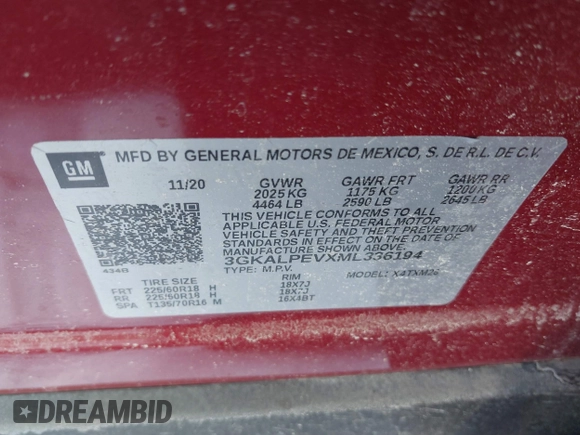 GM MFD BY GENERAL MOTORS DE MEXICO, S. DE R.L. DE C.V.
11/20 GVWR GAWR FRT GAWR RR
2025 KG 1175 KG 1200 KG
4464 LB 2590 LB 2645 LB
THIS VEHICLE CONFORMS TO ALL
APPLICABLE U.S. FEDERAL MOTOR
VEHICLE SAFETY AND THEFT PREVENTION
STANDARDS IN EFFECT ON THE DATE OF
MANUFACTURE SHOWN ABOVE.
434B 3GKALPEVXML336194
TYPE: M.P.V. MODEL: X4TXM26
TIRE SIZE RIM
FRT 225/60R18 H 18X7J
RR 225/60R18 H 18X7J
SPA T135/70R16 M 16X4BT
DREAMBID